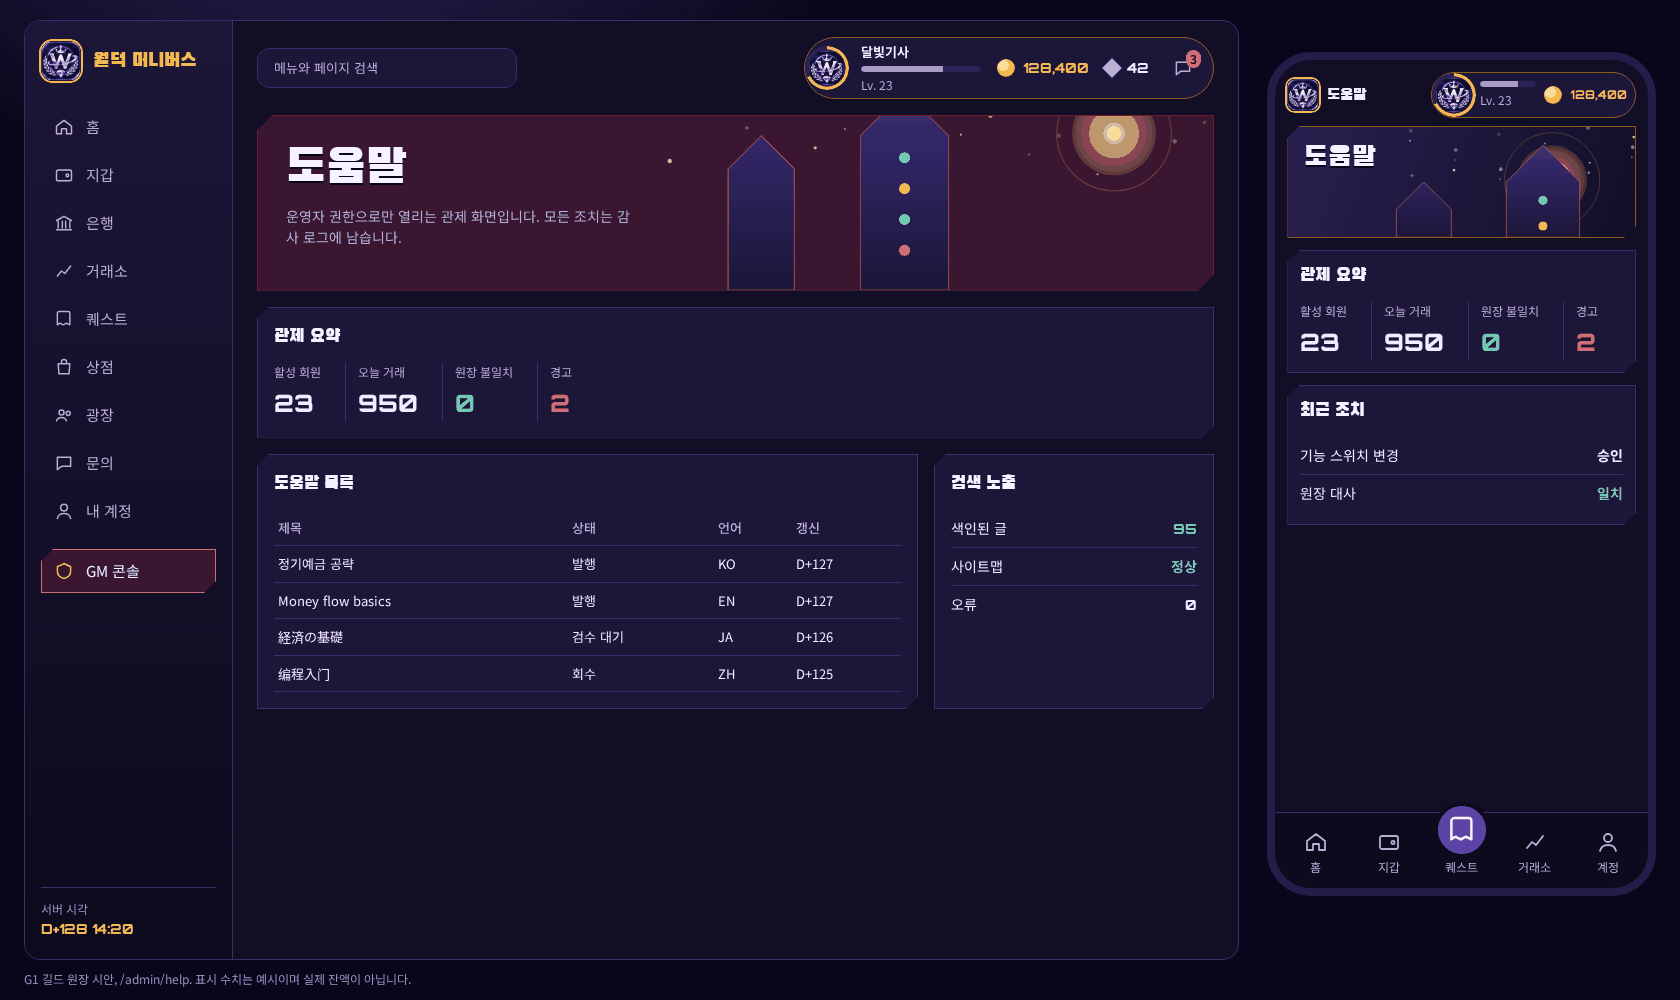 원덕 머니버스
홈
지갑
은행
거래소
퀘스트
상점
광장
문의
내 계정
GM 콘솔
서버 시각
D+128 14:20
메뉴와 페이지 검색
달빛기사
Lv. 23
128,400
42
3
도움말
운영자 권한으로만 열리는 관제 화면입니다. 모든 조치는 감
사 로그에 남습니다.
관제 요약
활성 회원 오늘 거래 원장 불일치 경고
23 950 0 2
도움말 목록
제목 상태 언어 갱신
정기예금 공략 발행 KO D+127
Money flow basics 발행 EN D+127
経済の基礎 검수 대기 JA D+126
编程入门 회수 ZH D+125
검색 노출
색인된 글 95
사이트맵 정상
오류 0
W 도움말
Lv. 23
128,400
도움말
관제 요약
활성 회원 오늘 거래 원장 불일치 경고
23 950 0 2
최근 조치
기능 스위치 변경 승인
원장 대사 일치
홈 지갑 퀘스트 거래소 계정
G1 길드 원장 시안, /admin/help. 표시 수치는 예시이며 실제 잔액이 아닙니다.